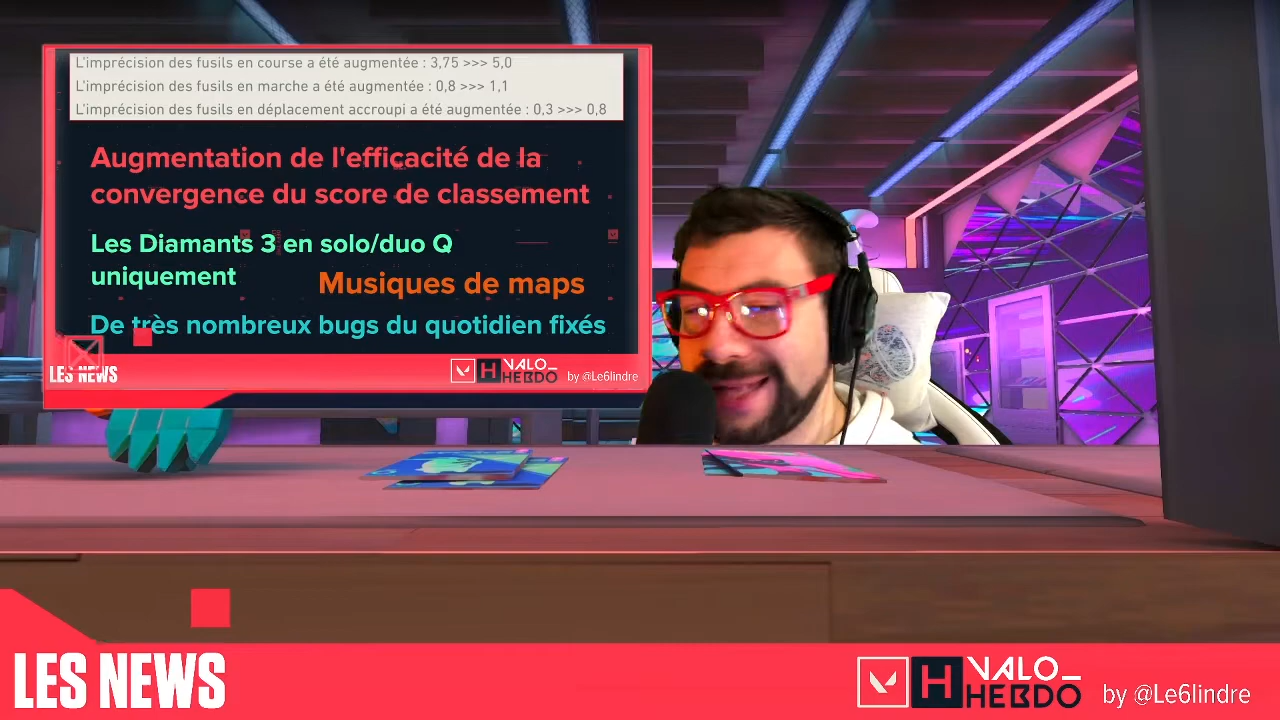 L'imprécision des fusils en course a été augmentée : 3,75 >>> 5,0
L'imprécision des fusils en marche a été augmentée : 0,8 >>> 1,1
L'imprécision des fusils en déplacement accroupi a été augmentée : 0,3 >>> 0,8
Augmentation de l'efficacité de la
convergence du score de classement
Les Diamants 3 en solo/duo Q
uniquement
Musiques de maps
De très nombreux bugs du quotidien fixés
LES NEWS
H VALO_
HEBDO by @Le6lindre
LES NEWS
H VALO_
HEBDO by @Le6lindre